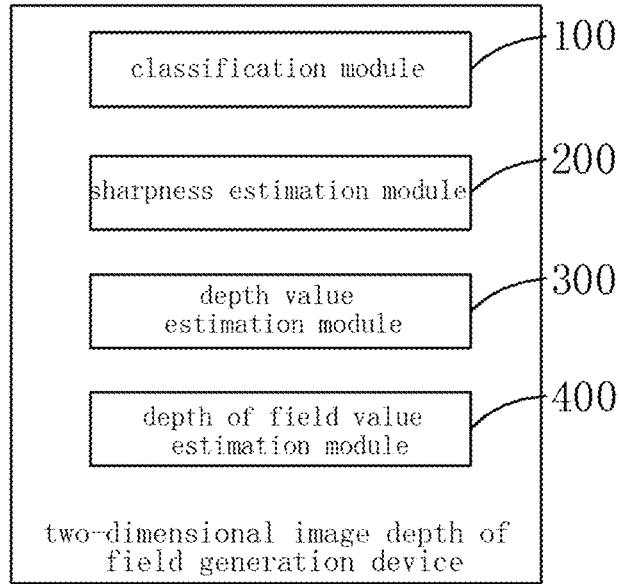 classification module
100
sharpness estimation module
200
depth value
estimation module
300
depth of field value
estimation module
400
two-dimensional image depth of
field generation device